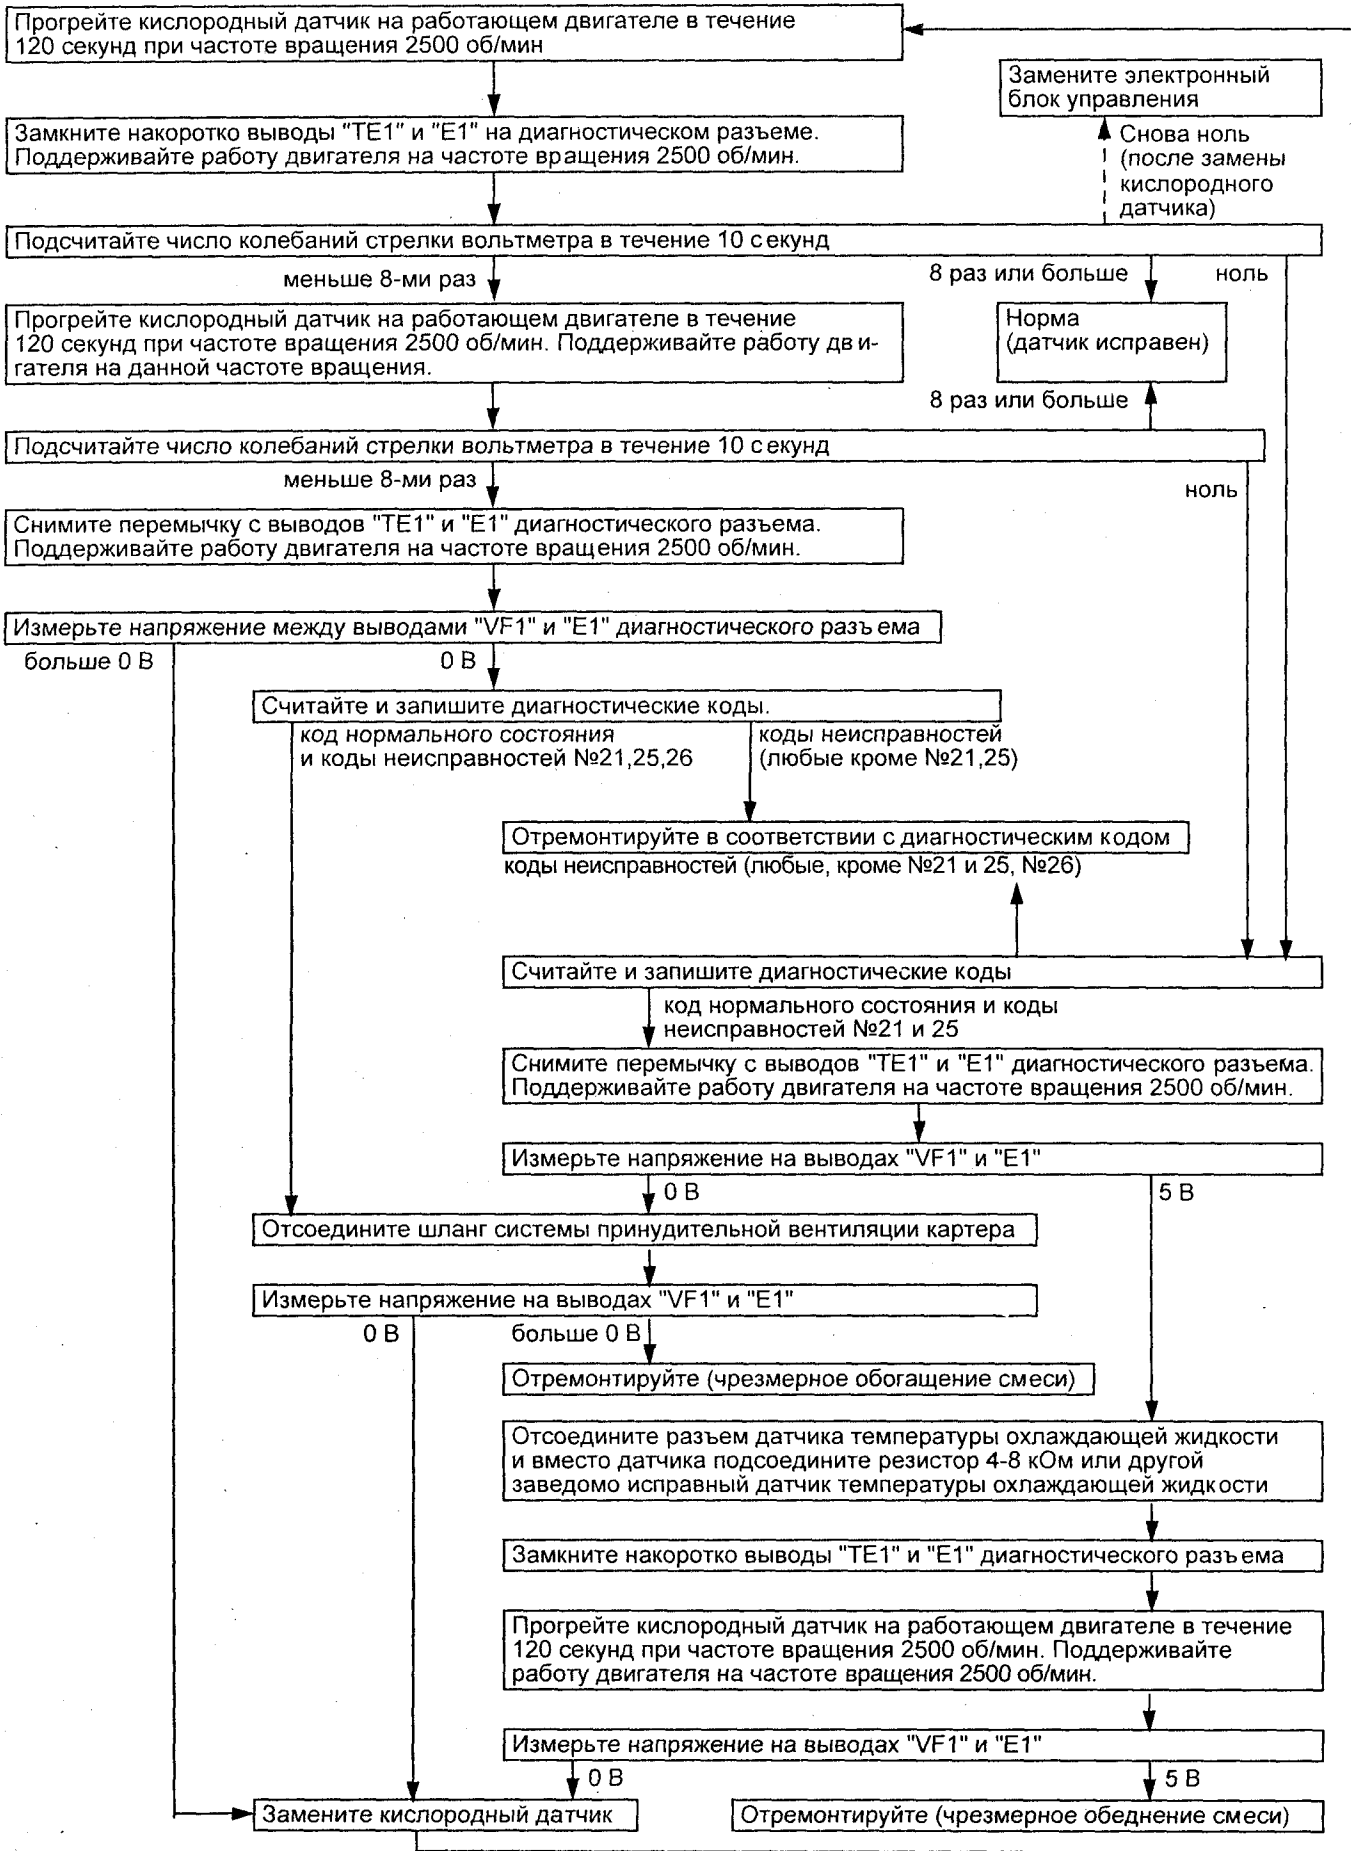 Прогрейте кислородный датчик на работающем двигателе в течение
120 секунд при частоте вращения 2500 об/мин
Замените электронный
блок управления
Замкните накоротко выводы "TE1" и "E1" на диагностическом разъеме.
Поддерживайте работу двигателя на частоте вращения 2500 об/мин.
Снова ноль
(после замены
кислородного
датчика)
Подсчитайте число колебаний стрелки вольтметра в течение 10 секунд
меньше 8-ми раз
8 раз или больше
ноль
Прогрейте кислородный датчик на работающем двигателе в течение
120 секунд при частоте вращения 2500 об/мин. Поддерживайте работу дви-
гателя на данной частоте вращения.
Норма
(датчик исправен)
8 раз или больше
Подсчитайте число колебаний стрелки вольтметра в течение 10 секунд
меньше 8-ми раз
ноль
Снимите перемычку с выводов "TE1" и "E1" диагностического разъема.
Поддерживайте работу двигателя на частоте вращения 2500 об/мин.
Измерьте напряжение между выводами "VF1" и "E1" диагностического разъема
больше 0 В
0 В
Считайте и запишите диагностические коды.
код нормального состояния
и коды неисправностей №21,25,26
коды неисправностей
(любые кроме №21,25)
Отремонтируйте в соответствии с диагностическим кодом
коды неисправностей (любые, кроме №21 и 25, №26)
Считайте и запишите диагностические коды
код нормального состояния и коды
неисправностей №21 и 25
Снимите перемычку с выводов "TE1" и "E1" диагностического разъема.
Поддерживайте работу двигателя на частоте вращения 2500 об/мин.
Измерьте напряжение на выводах "VF1" и "E1"
0 В
5 В
Отсоедините шланг системы принудительной вентиляции картера
Измерьте напряжение на выводах "VF1" и "E1"
0 В
больше 0 В
Отремонтируйте (чрезмерное обогащение смеси)
Отсоедините разъем датчика температуры охлаждающей жидкости
и вместо датчика подсоедините резистор 4-8 кОм или другой
заведомо исправный датчик температуры охлаждающей жидкости
Замкните накоротко выводы "TE1" и "E1" диагностического разъема
Прогрейте кислородный датчик на работающем двигателе в течение
120 секунд при частоте вращения 2500 об/мин. Поддерживайте
работу двигателя на частоте вращения 2500 об/мин.
Измерьте напряжение на выводах "VF1" и "E1"
0 В
5 В
Замените кислородный датчик
Отремонтируйте (чрезмерное обеднение смеси)